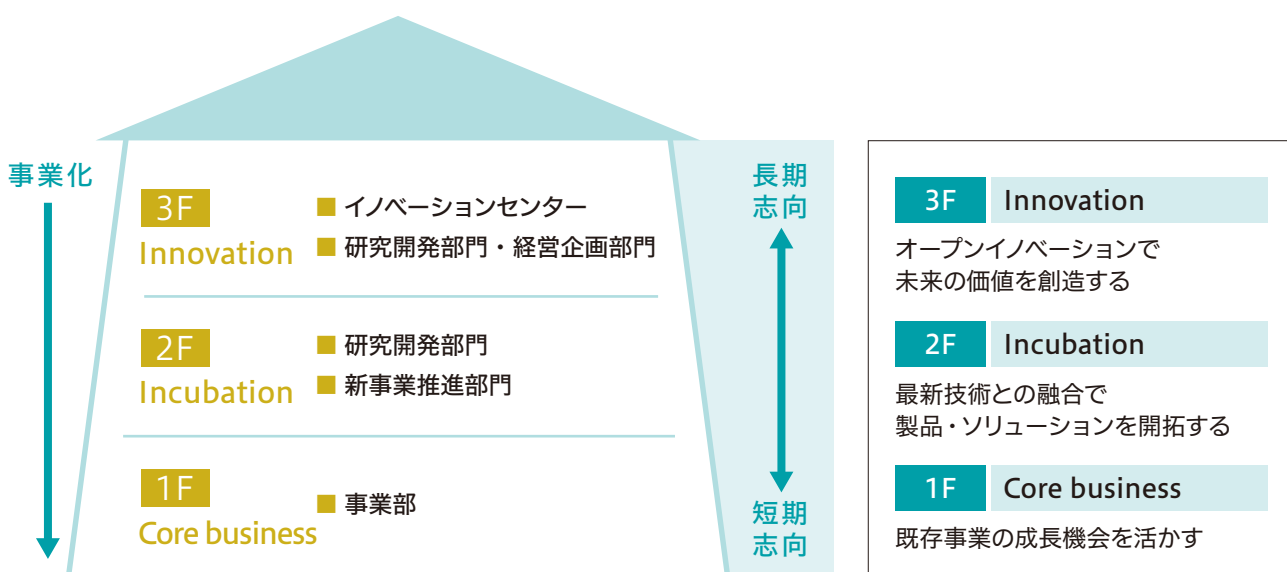 事業化
3F
Innovation
■ イノベーションセンター
■ 研究開発部門・経営企画部門
2F
Incubation
■ 研究開発部門
■ 新事業推進部門
1F
Core business
■ 事業部
長期
志向
短期
志向
3F Innovation
オープンイノベーションで
未来の価値を創造する
2F Incubation
最新技術との融合で
製品・ソリューションを開拓する
1F Core business
既存事業の成長機会を活かす